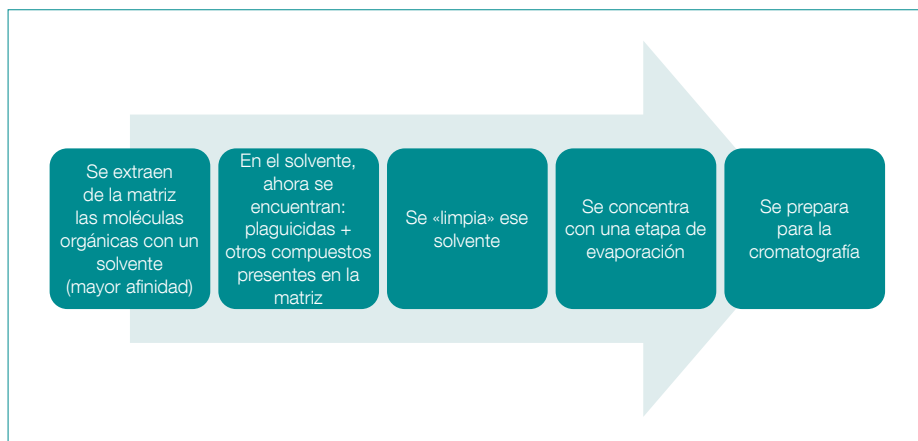 Se extraen
de la matriz
las moléculas
orgánicas con un
solvente
(mayor afinidad)
En el solvente,
ahora se
encuentran:
plaguicidas +
otros compuestos
presentes en la
matriz
Se «limpia» ese
solvente
Se concentra
con una etapa de
evaporación
Se prepara
para la
cromatografía